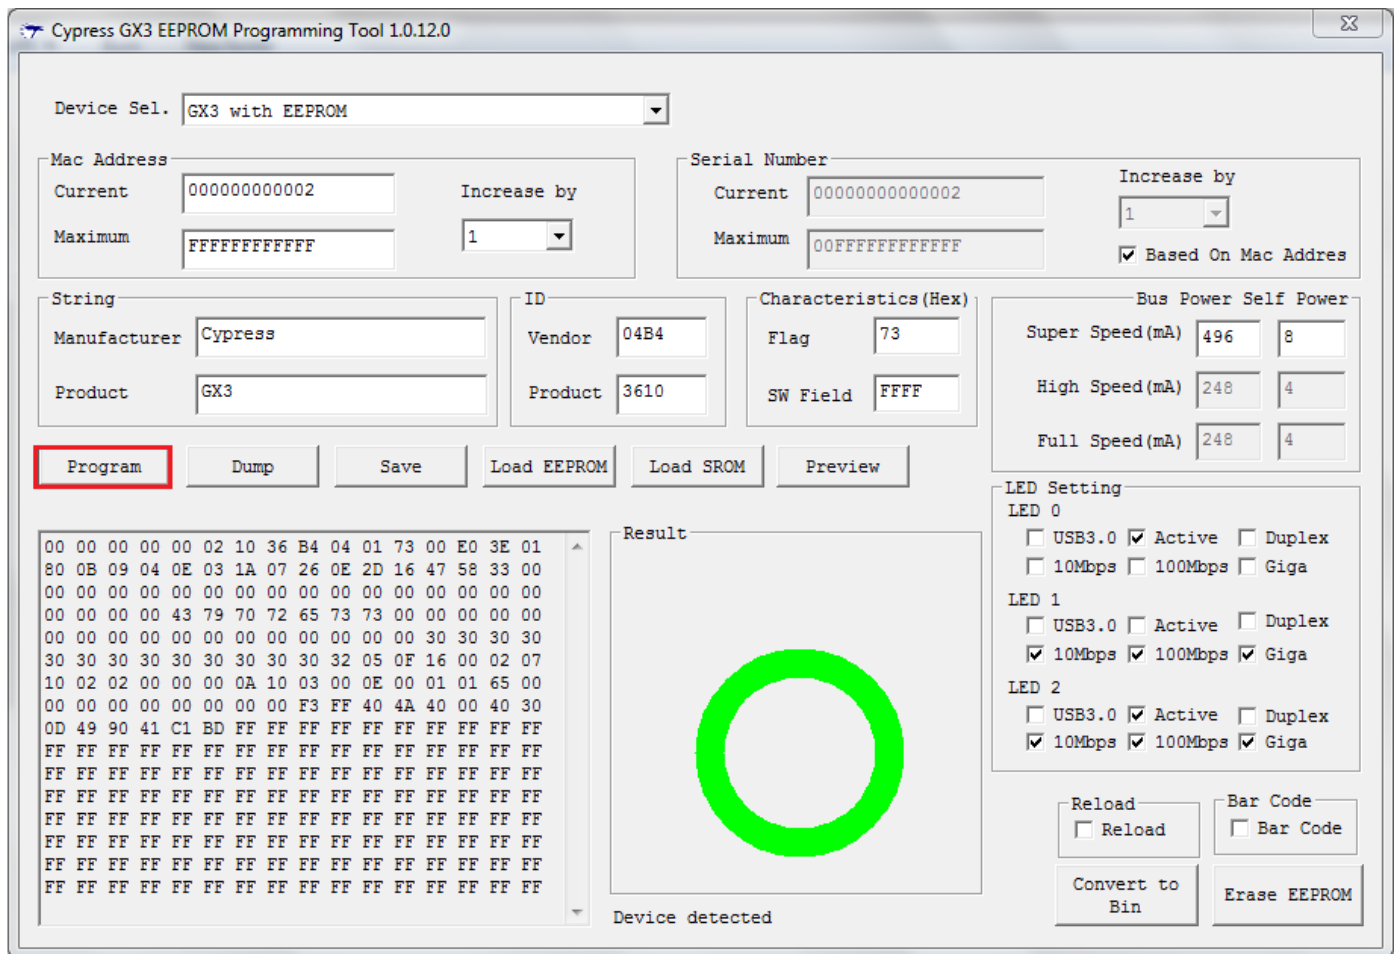 Cypress GX3 EEPROM Programming Tool 1.0.12.0
Device Sel. GX3 with EEPROM
Mac Address
Current 000000000002 Increase by
Maximum FFFFFFFFFFFF 1
Serial Number
Current 00000000000002 Increase by
1
Maximum 00FFFFFFFFFFFF Based On Mac Addres
String
Manufacturer Cypress
Product GX3
ID
Vendor 04B4
Product 3610
Characteristics(Hex)
Flag 73
SW Field FFFF
Bus Power Self Power
Super Speed(mA) 496 8
High Speed(mA) 248 4
Full Speed(mA) 248 4
Program Dump Save Load EEPROM Load SROM Preview
00 00 00 00 00 02 10 36 B4 04 01 73 00 E0 3E 01
80 0B 09 04 0E 03 1A 07 26 0E 2D 16 47 58 33 00
00 00 00 00 00 00 00 00 00 00 00 00 00 00 00 00
00 00 00 00 43 79 70 72 65 73 73 00 00 00 00 00
00 00 00 00 00 00 00 00 00 00 00 00 30 30 30 30
30 30 30 30 30 30 30 30 30 32 05 0F 16 00 02 07
10 02 02 00 00 00 0A 10 03 00 0E 00 01 01 65 00
00 00 00 00 00 00 00 00 F3 FF 40 4A 40 00 40 30
0D 49 90 41 C1 BD FF FF FF FF FF FF FF FF FF FF
FF FF FF FF FF FF FF FF FF FF FF FF FF FF FF FF
FF FF FF FF FF FF FF FF FF FF FF FF FF FF FF FF
FF FF FF FF FF FF FF FF FF FF FF FF FF FF FF FF
FF FF FF FF FF FF FF FF FF FF FF FF FF FF FF FF
FF FF FF FF FF FF FF FF FF FF FF FF FF FF FF FF
FF FF FF FF FF FF FF FF FF FF FF FF FF FF FF FF
FF FF FF FF FF FF FF FF FF FF FF FF FF FF FF FF
Result
Device detected
LED Setting
LED 0
USB3.0 Active Duplex
10Mbps 100Mbps Giga
LED 1
USB3.0 Active Duplex
10Mbps 100Mbps Giga
LED 2
USB3.0 Active Duplex
10Mbps 100Mbps Giga
Reload
Reload
Bar Code
Bar Code
Convert to
Bin
Erase EEPROM